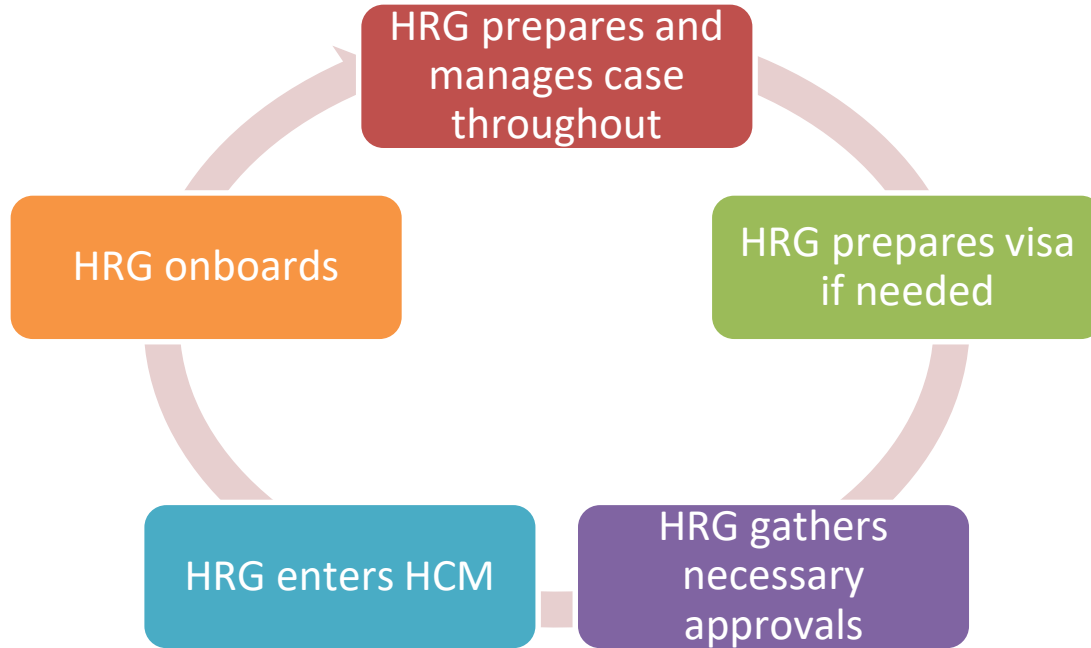 HRG prepares and
manages case
throughout
HRG prepares visa
if needed
HRG gathers
necessary
approvals
HRG enters HCM
HRG onboards